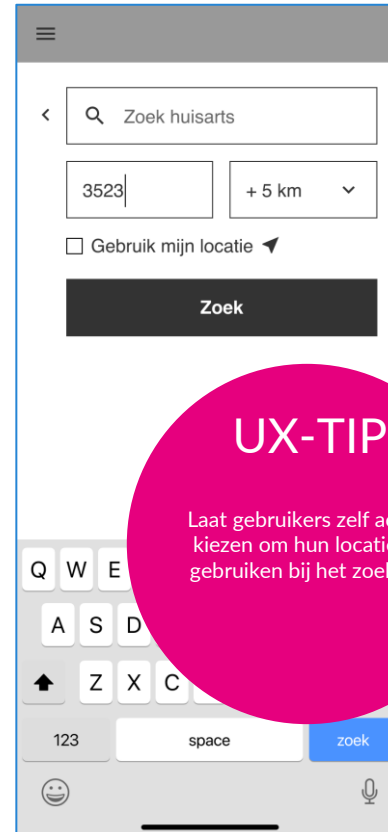 Zoek huisarts
3523
+ 5 km
Gebruik mijn locatie
Zoek
UX-TIP
Laat gebruikers zelf
kiezen om hun
gebruiken bij het
Q W E
A S D
Z X C
123 space zoek